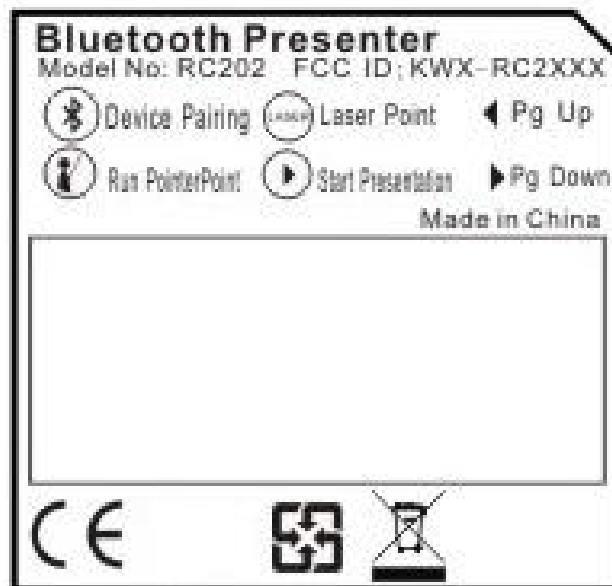 Bluetooth Presenter
Model No: RC202 FCC ID: KWX-RC2XXX
Device Pairing LASER Laser Point Pg Up
Run PointerPoint Start Presentation Pg Down
Made in China
CE